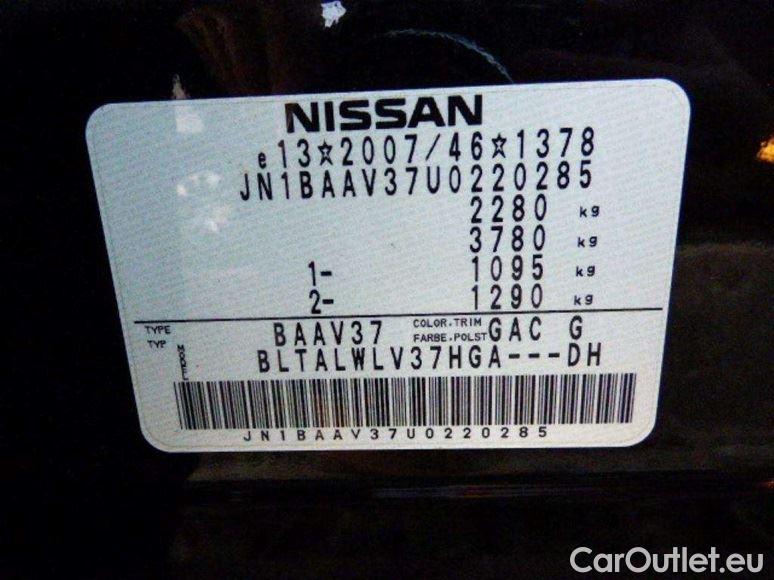 NISSAN
e13☆2007/46☆1378
JN1BAAV37U0220285
2280 kg
3780 kg
1- 1095 kg
2- 1290 kg
TYPE BAAV37 COLOR.TRIM GAC G
TYP FARBE.POLST
MODELL BLTALWLV37HGA---DH
JN1BAAV37U0220285
CarOutlet.eu